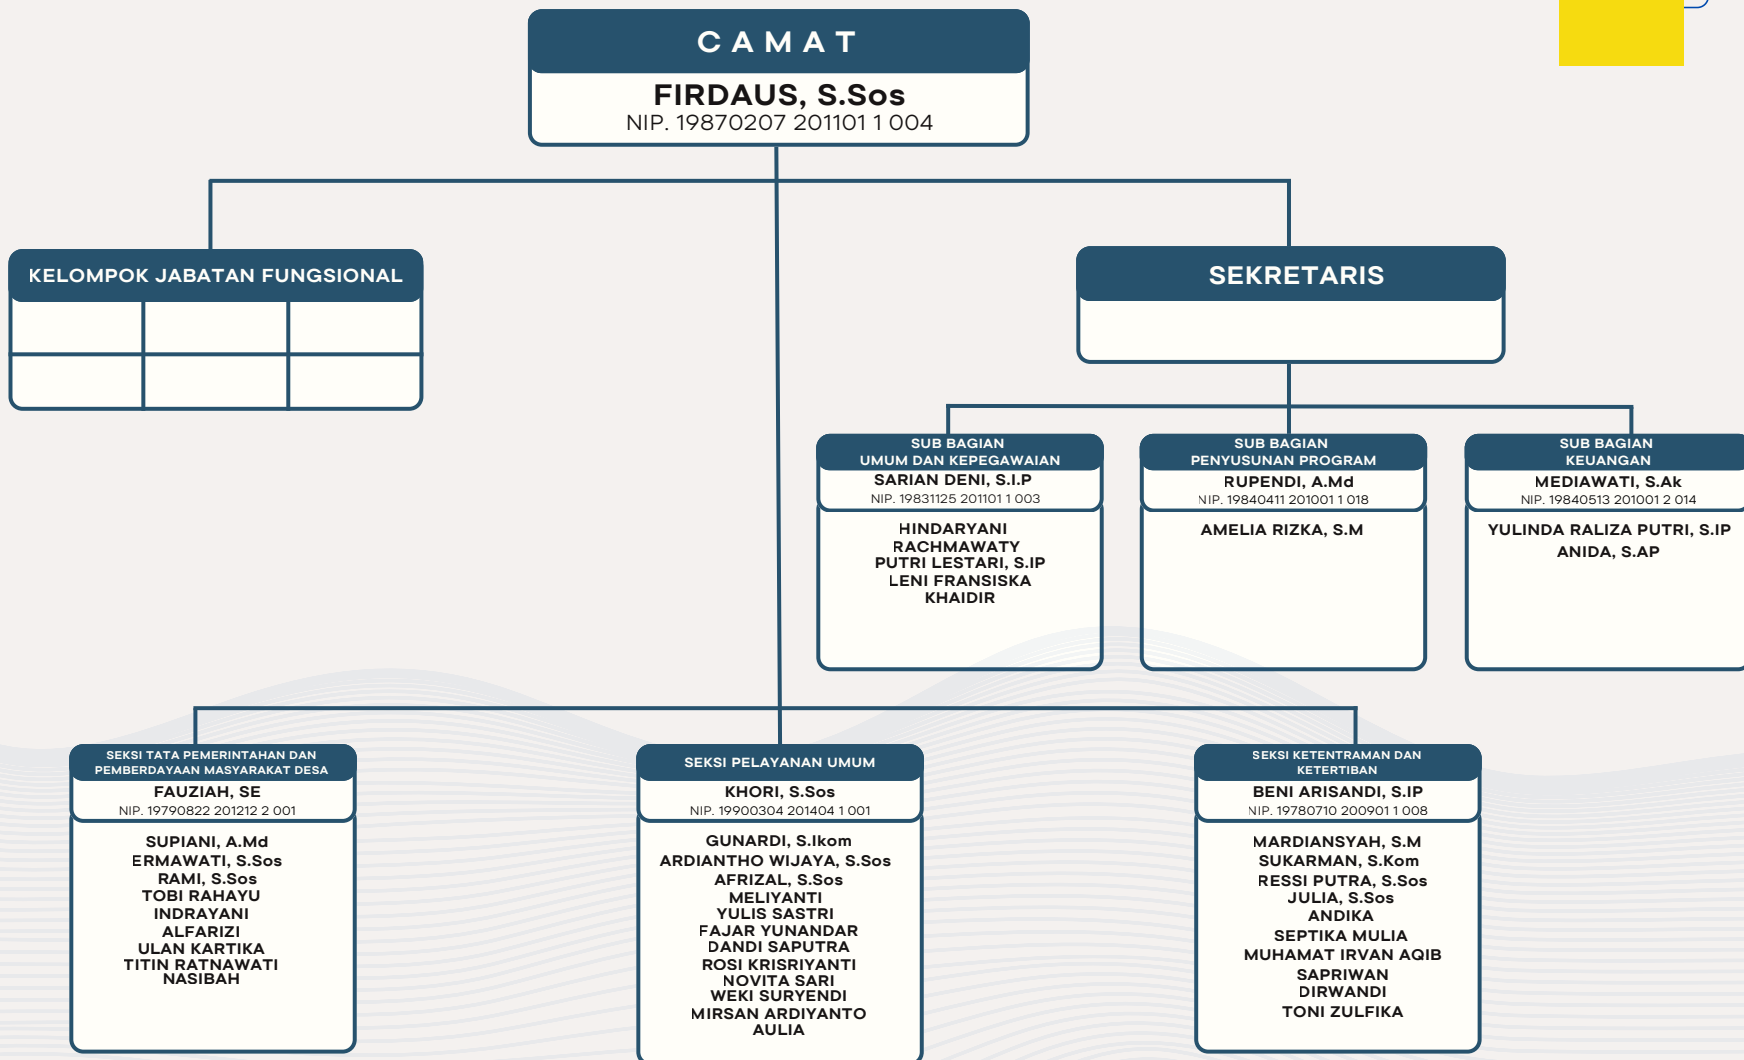 CAMAT
FIRDAUS, S.Sos
NIP. 19870207 201101 1 004
KELOMPOK JABATAN FUNGSIONAL
SEKRETARIS
SUB BAGIAN
UMUM DAN KEPEGAWAIAN
SARIAN DENI, S.I.P
NIP. 19831125 201101 1 003
HINDARYANI
RACHMAWATY
PUTRI LESTARI, S.IP
LENI FRANSISKA
KHAIDIR
SUB BAGIAN
PENYUSUNAN PROGRAM
RUPENDI, A.Md
NIP. 19840411 201001 1 018
AMELIA RIZKA, S.M
SUB BAGIAN
KEUANGAN
MEDIAWATI, S.Ak
NIP. 19840513 201001 2 014
YULINDA RALIZA PUTRI, S.IP
ANIDA, S.AP
SEKSI TATA PEMERINTAHAN DAN
PEMBERDAYAAN MASYARAKAT DESA
FAUZIAH, SE
NIP. 19790822 201212 2 001
SUPIANI, A.Md
ERMAWATI, S.Sos
RAMI, S.Sos
TOBI RAHAYU
INDRAYANI
ALFARIZI
ULAN KARTIKA
TITIN RATNAWATI
NASIBAH
SEKSI PELAYANAN UMUM
KHORI, S.Sos
NIP. 19900304 201404 1 001
GUNARDI, S.Ikom
ARDIANTHO WIJAYA, S.Sos
AFRIZAL, S.Sos
MELIYANTI
YULIS SASTRI
FAJAR YUNANDAR
DANDI SAPUTRA
ROSI KRISRIYANTI
NOVITA SARI
WEKI SURYENDI
MIRSAN ARDIYANTO
AULIA
SEKSI KETENTRAMAN DAN
KETERTIBAN
BENI ARISANDI, S.IP
NIP. 19780710 200901 1 008
MARDIANSYAH, S.M
SUKARMAN, S.Kom
RESSI PUTRA, S.Sos
JULIA, S.Sos
ANDIKA
SEPTIKA MULIA
MUHAMAT IRVAN AQIB
SAPRIWAN
DIRWANDI
TONI ZULFIKA